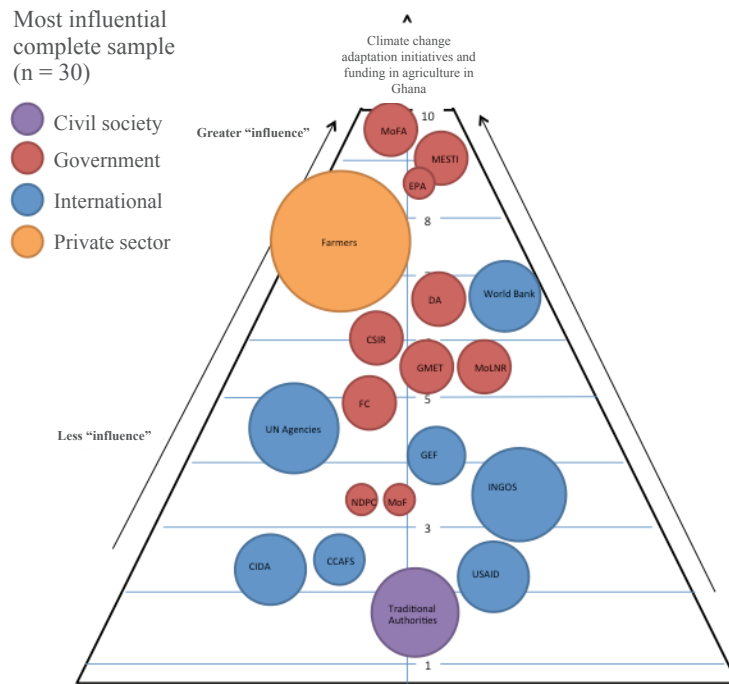 Most influential
complete sample
(n = 30)
Civil society
Government
International
Private sector
Climate change
adaptation initiatives and
funding in agriculture in
Ghana
Greater “influence”
Less “influence”
10
MoFA
MESTI
EPA
8
Farmers
DA
World Bank
CSIR
GMET
MoLNR
FC
5
UN Agencies
GEF
INGOS
NDPC
MoF
3
CIDA
CCAFS
USAID
Traditional
Authorities
1